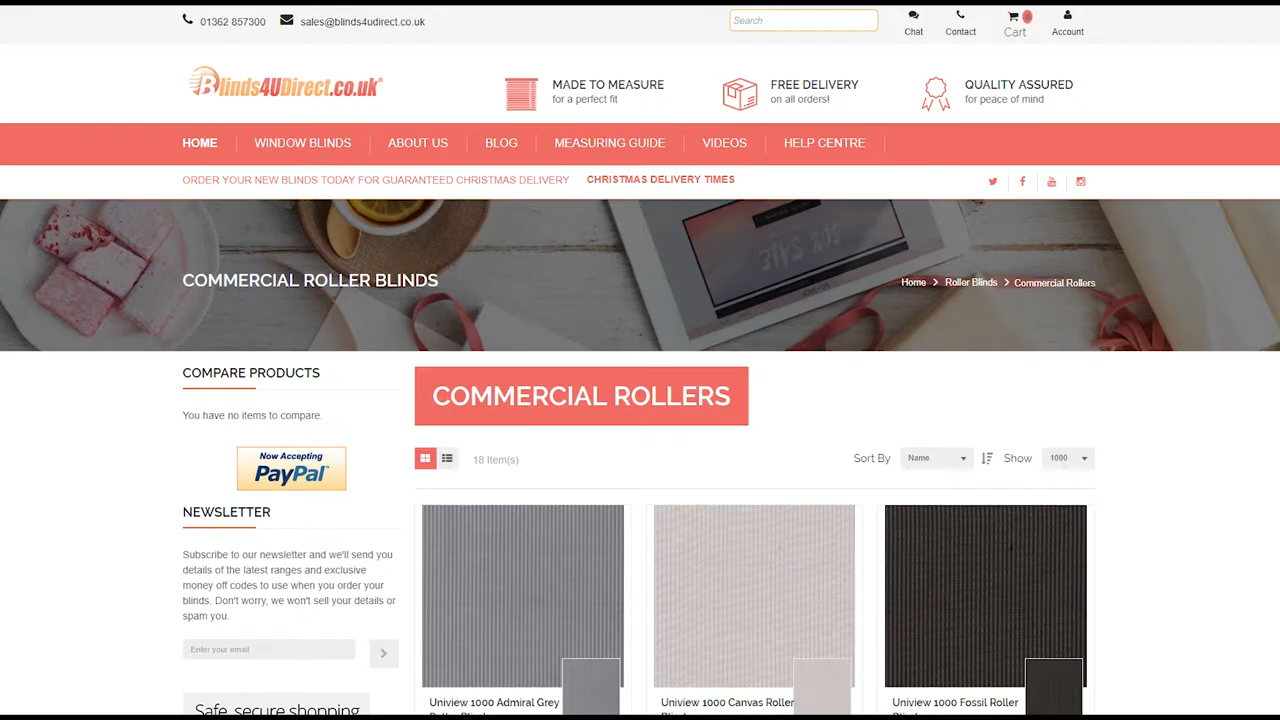 01362 857300
sales@blinds4udirect.co.uk
Search
Chat
Contact
0
Cart
Account
Blinds4UDirect.co.uk®
MADE TO MEASURE
for a perfect fit
FREE DELIVERY
on all orders!
QUALITY ASSURED
for peace of mind
HOME
WINDOW BLINDS
ABOUT US
BLOG
MEASURING GUIDE
VIDEOS
HELP CENTRE
ORDER YOUR NEW BLINDS TODAY FOR GUARANTEED CHRISTMAS DELIVERY
CHRISTMAS DELIVERY TIMES
COMMERCIAL ROLLER BLINDS
Home > Roller Blinds > Commercial Rollers
COMPARE PRODUCTS
You have no items to compare.
Now Accepting
PayPal
NEWSLETTER
Subscribe to our newsletter and we'll send you
details of the latest ranges and exclusive
money off codes to use when you order your
blinds. Don't worry, we won't sell your details or
spam you.
Enter your email
Safe, secure shopping
COMMERCIAL ROLLERS
18 Item(s)
Sort By
Name
Show
1000
Uniview 1000 Admiral Grey
Uniview 1000 Canvas Roller
Uniview 1000 Fossil Roller